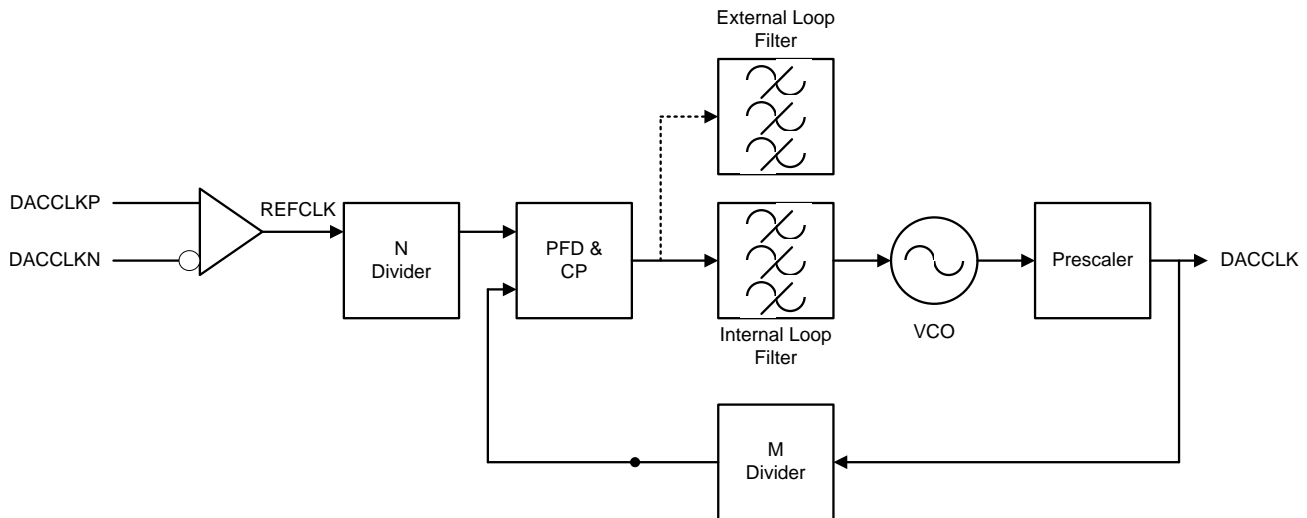 External Loop
Filter
DACCLKP
DACCLKN
REFCLK
N
Divider
PFD &
CP
Internal Loop
Filter
VCO
Prescaler
DACCLK
M
Divider